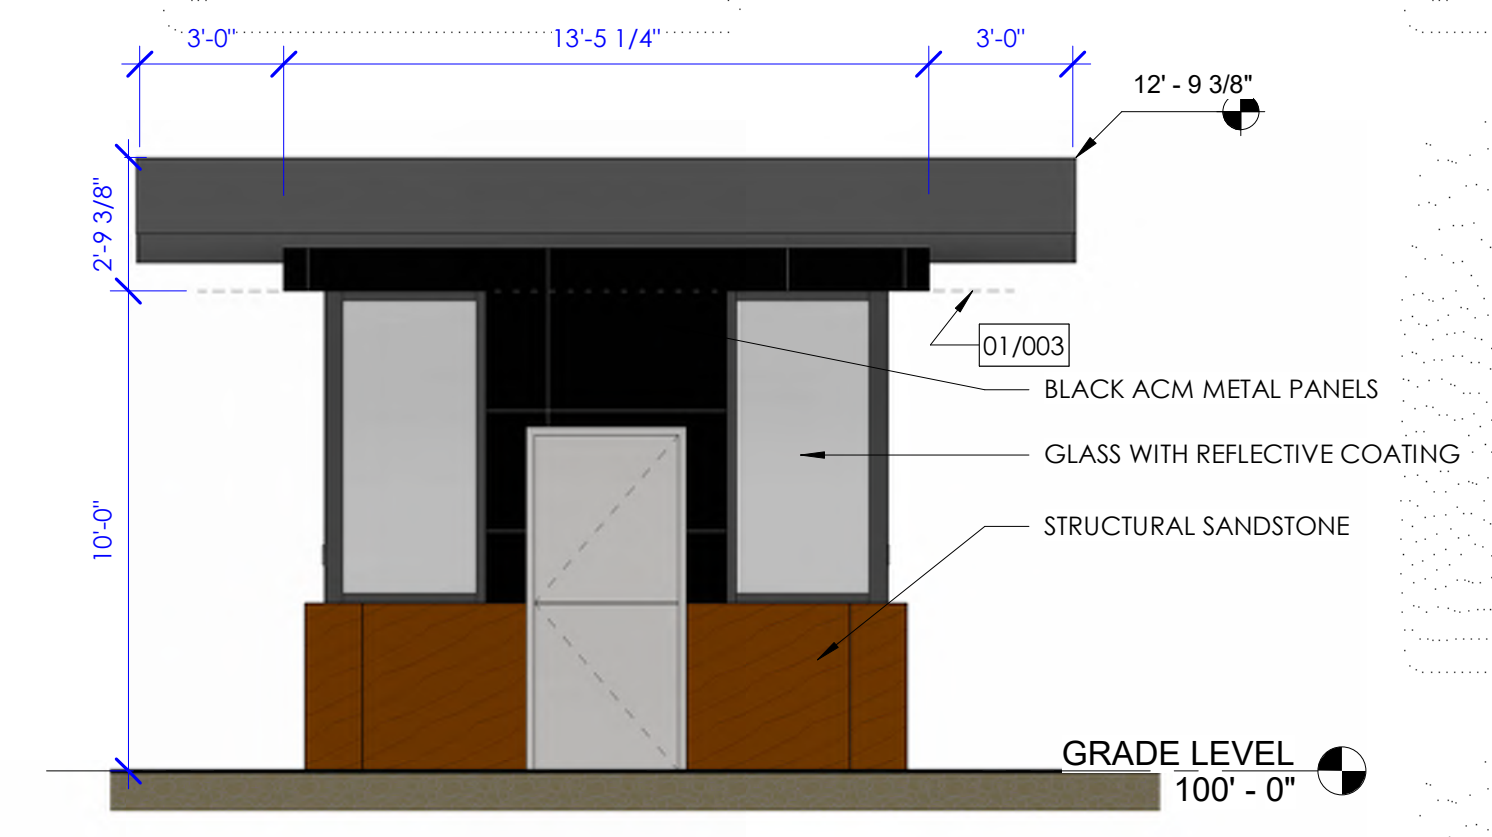 3'-0"
13'-5 1/4"
3'-0"
12' - 9 3/8"
2'-9 3/8"
01/003
BLACK ACM METAL PANELS
GLASS WITH REFLECTIVE COATING
10'-0"
STRUCTURAL SANDSTONE
GRADE LEVEL
100' - 0"